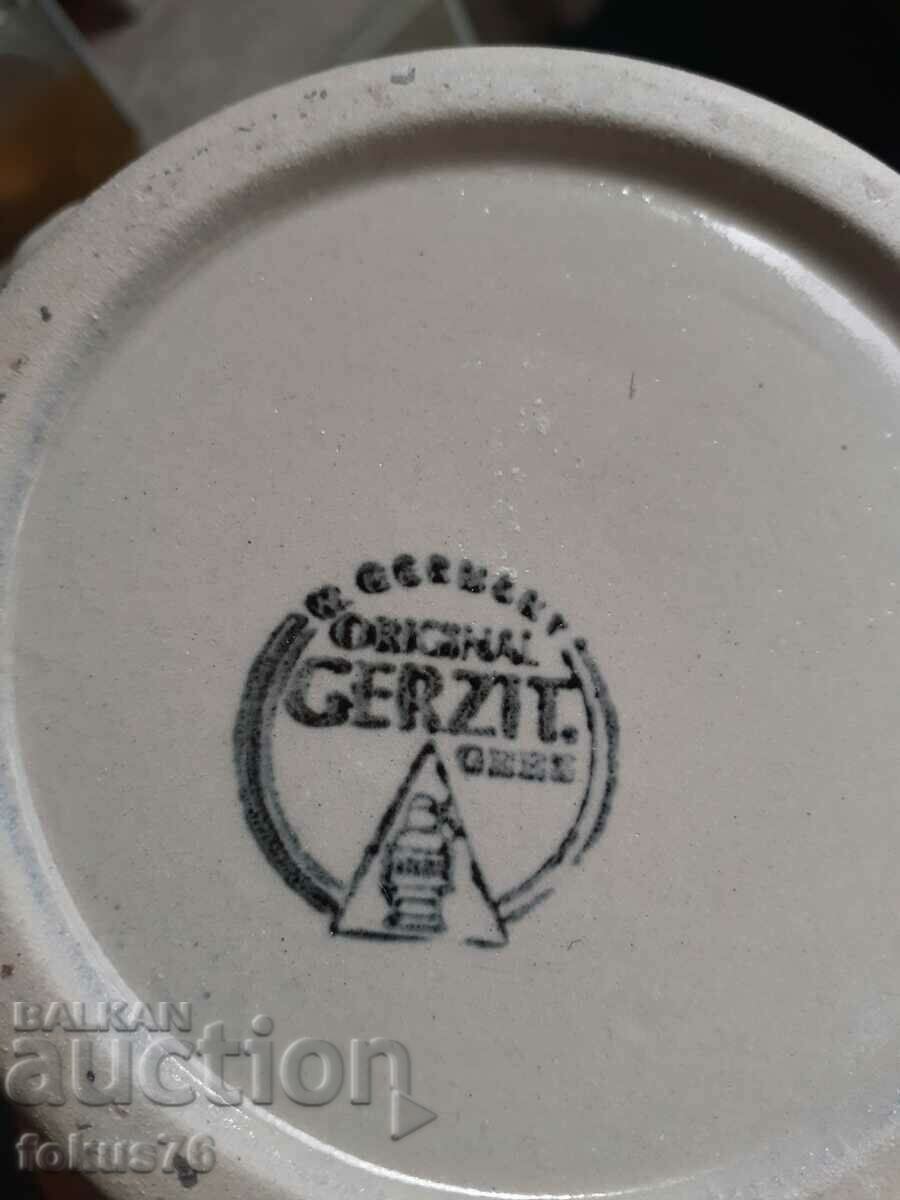 W. GERMANY
ORIGINAL
GERZIT.
BALKAN
auction
fokus76